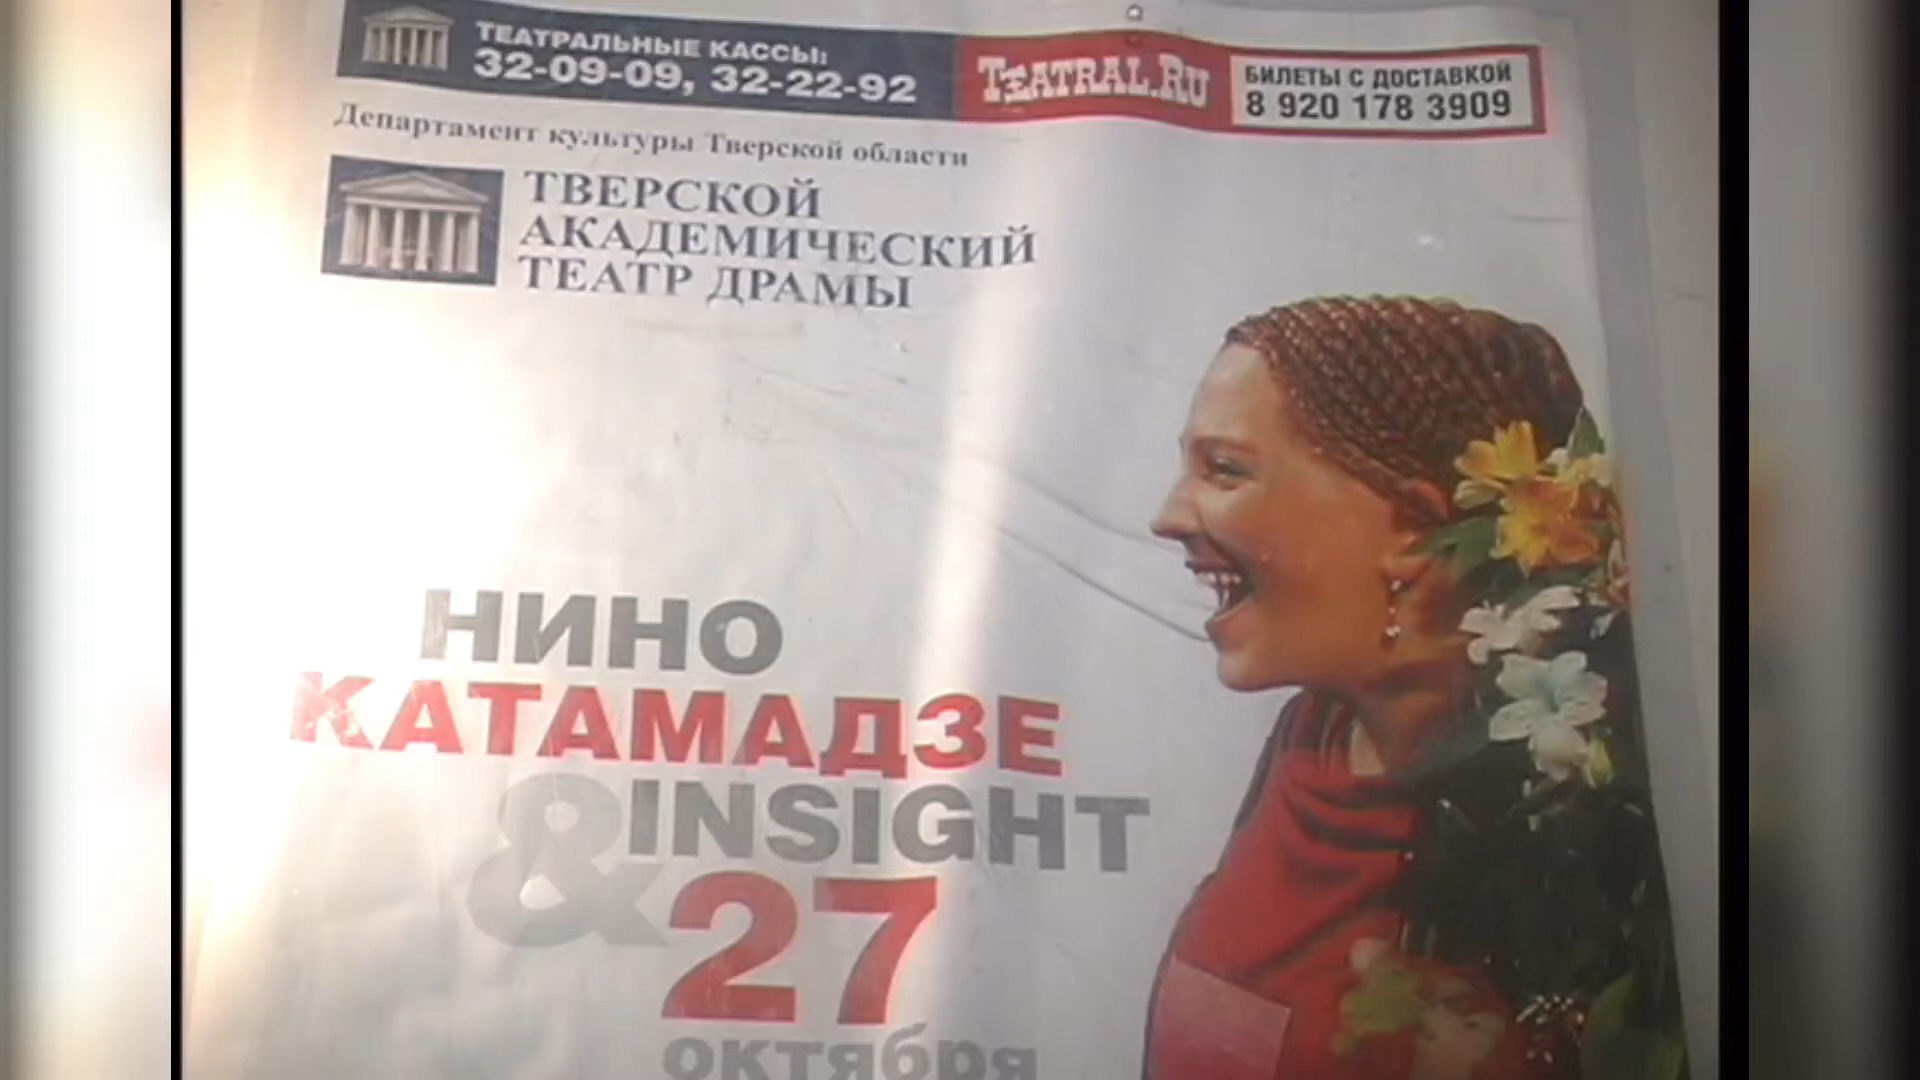 ТЕАТРАЛЬНЫЕ КАССЫ:
32-09-09, 32-22-92
TEATRAL.RU
БИЛЕТЫ С ДОСТАВКОЙ
8 920 178 3909
Департамент культуры Тверской области
ТВЕРСКОЙ
АКАДЕМИЧЕСКИЙ
ТЕАТР ДРАМЫ
НИНО
КАТАМАДЗЕ
&INSIGHT
27
октября